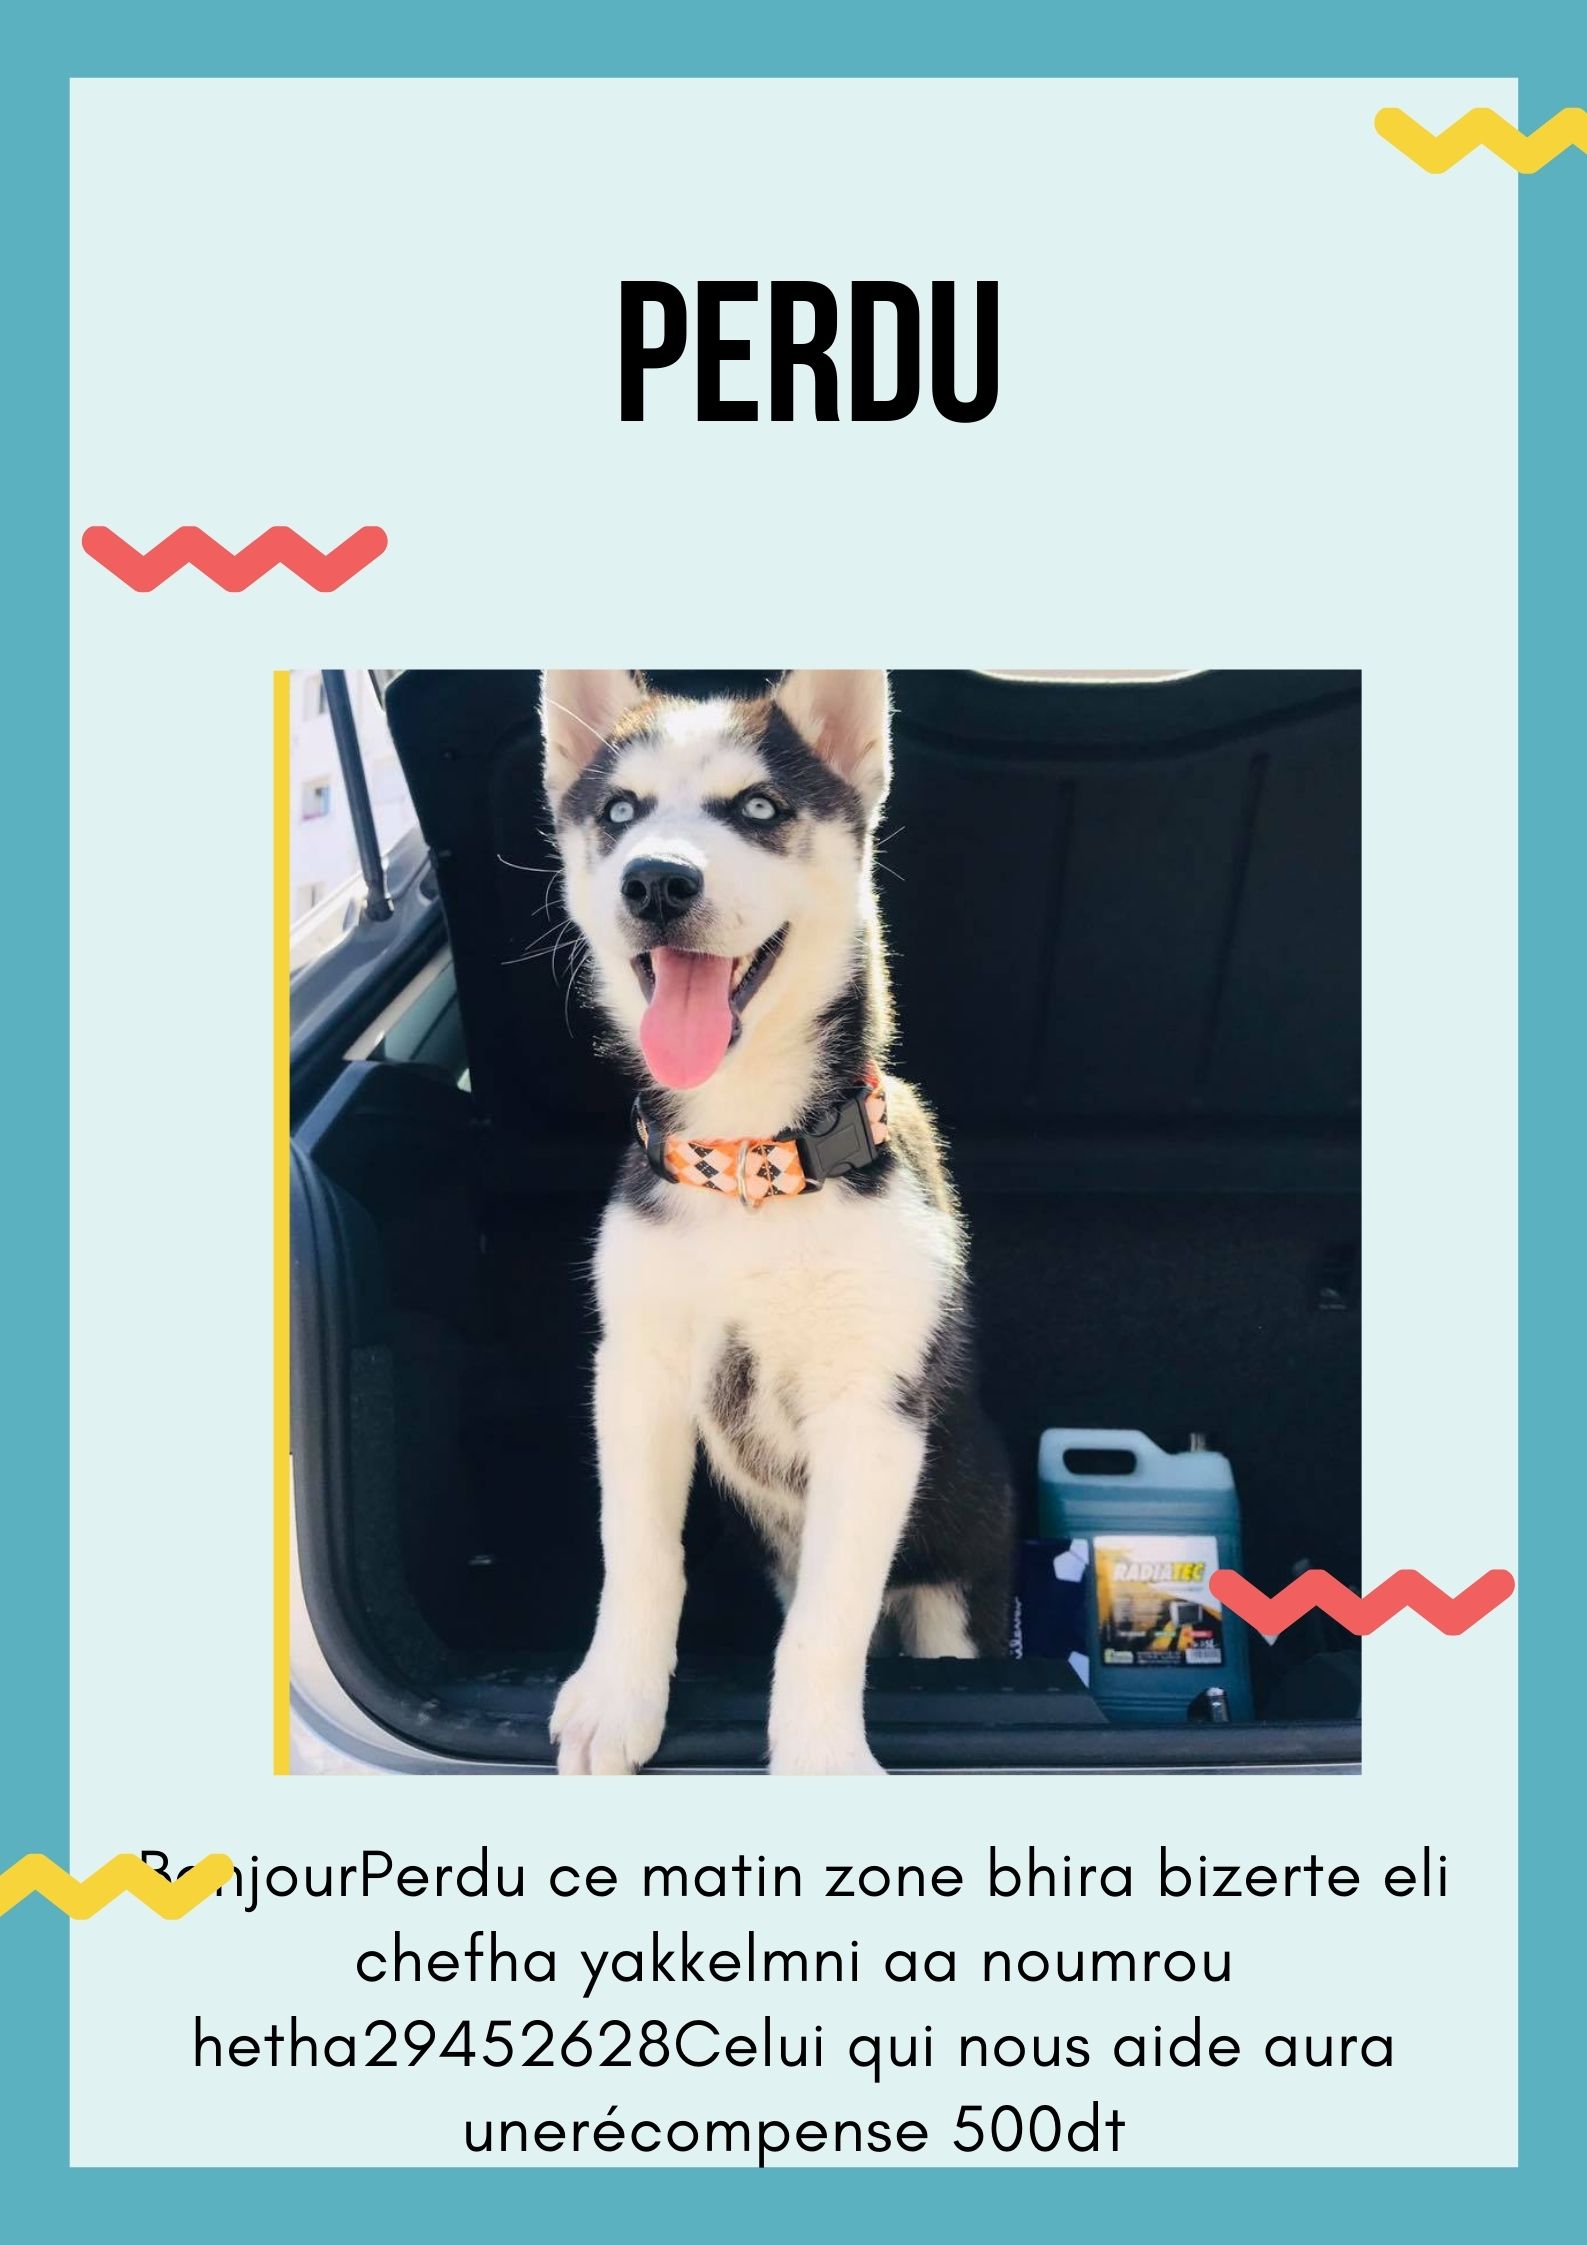 PERDU
RADIATEC
BonjourPerdu ce matin zone bhira bizerte eli
chefha yakkelmni aa noumrou
hetha29452628Celui qui nous aide aura
unerécompense 500dt